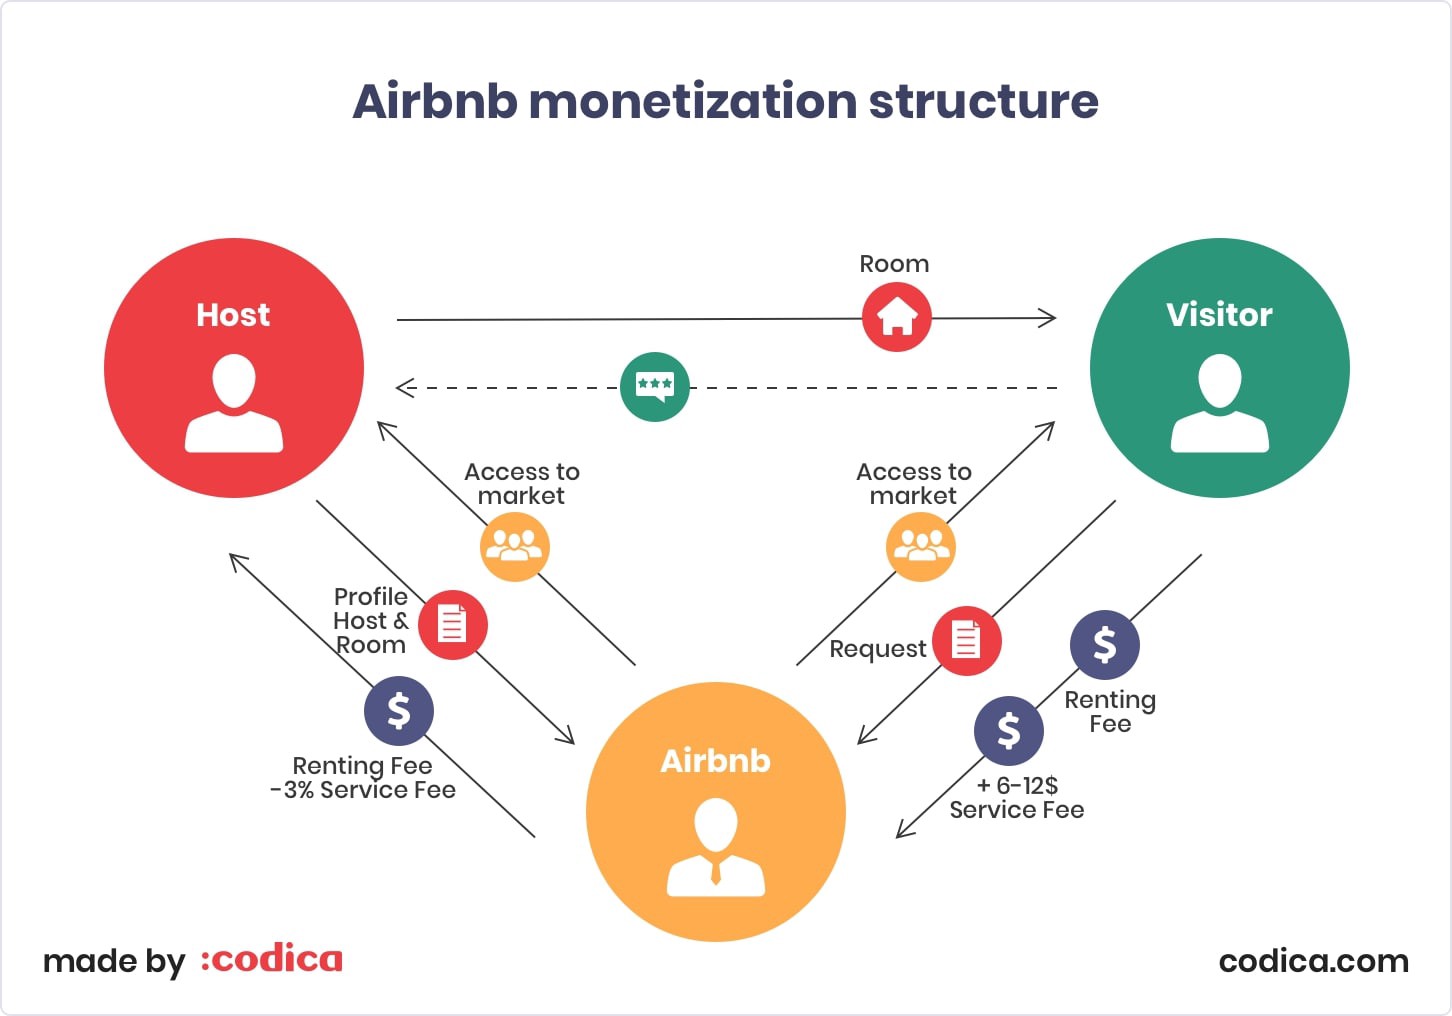 Airbnb monetization structure
Host
Room
Visitor
Access to
market
Access to
market
Profile
Host &
Room
Request
$
$
Renting
Fee
$
Renting Fee
-3% Service Fee
Airbnb
+ 6-12$
Service Fee
made by :codica
codica.com